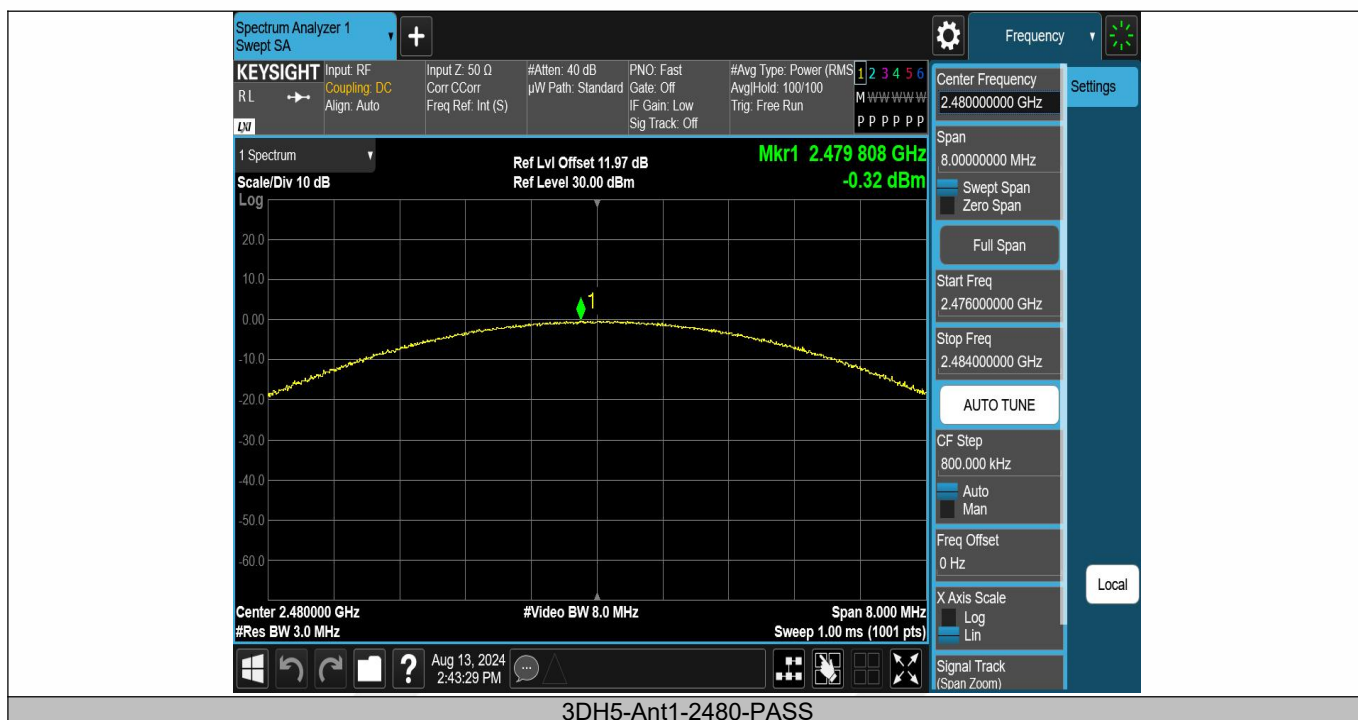 Spectrum Analyzer 1
Swept SA
+
Frequency
KEYSIGHT
RL
LXI
Input: RF
Coupling: DC
Align: Auto
Input Z: 50 Ω
Corr CCorr
Freq Ref: Int (S)
#Atten: 40 dB
µW Path: Standard
PNO: Fast
Gate: Off
IF Gain: Low
Sig Track: Off
#Avg Type: Power (RMS
Avg|Hold: 100/100
Trig: Free Run
1 2 3 4 5 6
M W W W W W
P P P P P P
1 Spectrum
Scale/Div 10 dB
Log
Ref Lvl Offset 11.97 dB
Ref Level 30.00 dBm
Mkr1 2.479 808 GHz
-0.32 dBm
20.0
10.0
0.00
-10.0
-20.0
-30.0
-40.0
-50.0
-60.0
1
Center 2.480000 GHz
#Res BW 3.0 MHz
#Video BW 8.0 MHz
Span 8.000 MHz
Sweep 1.00 ms (1001 pts)
Center Frequency
2.480000000 GHz
Settings
Span
8.00000000 MHz
Swept Span
Zero Span
Full Span
Start Freq
2.476000000 GHz
Stop Freq
2.484000000 GHz
AUTO TUNE
CF Step
800.000 kHz
Auto
Man
Freq Offset
0 Hz
X Axis Scale
Log
Lin
Local
Signal Track
(Span Zoom)
?
Aug 13, 2024
2:43:29 PM
3DH5-Ant1-2480-PASS